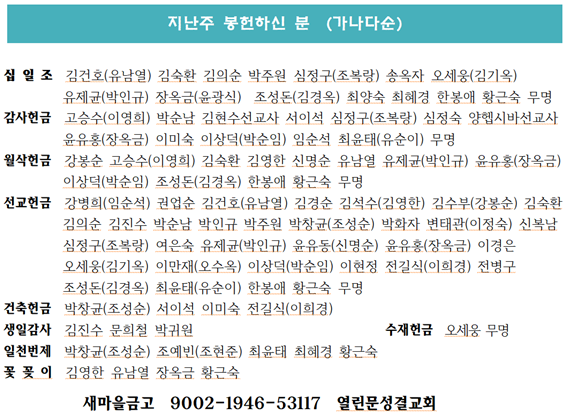 지난주 봉헌하신 분 (가나다순)
십 일 조 김건호(유남열) 김숙환 김의순 박주원 심정구(조복랑) 송옥자 오세웅(김기옥)
유제균(박인규) 장옥금(윤광식) 조성돈(김경옥) 최양숙 최혜경 한봉애 황근숙 무명
감사헌금 고승수(이영희) 박순남 김현수선교사 서이석 심정구(조복랑) 심정숙 양헵시바선교사
윤유홍(장옥금) 이미숙 이상덕(박순임) 임순석 최윤태(유순이) 무명
월삭헌금 강봉순 고승수(이영희) 김숙환 김영한 신명순 유남열 유제균(박인규) 윤유홍(장옥금)
이상덕(박순임) 조성돈(김경옥) 한봉애 황근숙 무명
선교헌금 강병희(임순석) 권업순 김건호(유남열) 김경순 김석수(김영한) 김수부(강봉순) 김숙환
김의순 김진수 박순남 박인규 박주원 박창균(조성순) 박화자 변태관(이정숙) 신복남
심정구(조복랑) 여은숙 유제균(박인규) 윤유동(신명순) 윤유홍(장옥금) 이경은
오세웅(김기옥) 이만재(오수옥) 이상덕(박순임) 이현정 전길식(이희경) 전병구
조성돈(김경옥) 최윤태(유순이) 한봉애 황근숙 무명
건축헌금 박창균(조성순) 서이석 이미숙 전길식(이희경)
생일감사 김진수 문희철 박귀원 수재헌금 오세웅 무명
일천번제 박창균(조성순) 조예빈(조현준) 최윤태 최혜경 황근숙
꽃 꽂 이 김영한 유남열 장옥금 황근숙
새마을금고 9002-1946-53117 열린문성결교회